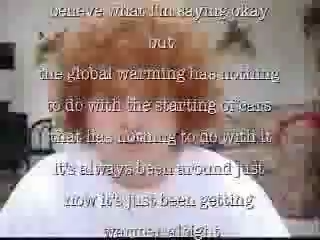 believe what i'm saying okay
but
the global warming has nothing
to do with the starting of cars
that has nothing to do with it
it's always been around just
now it's just been getting
warmer alright